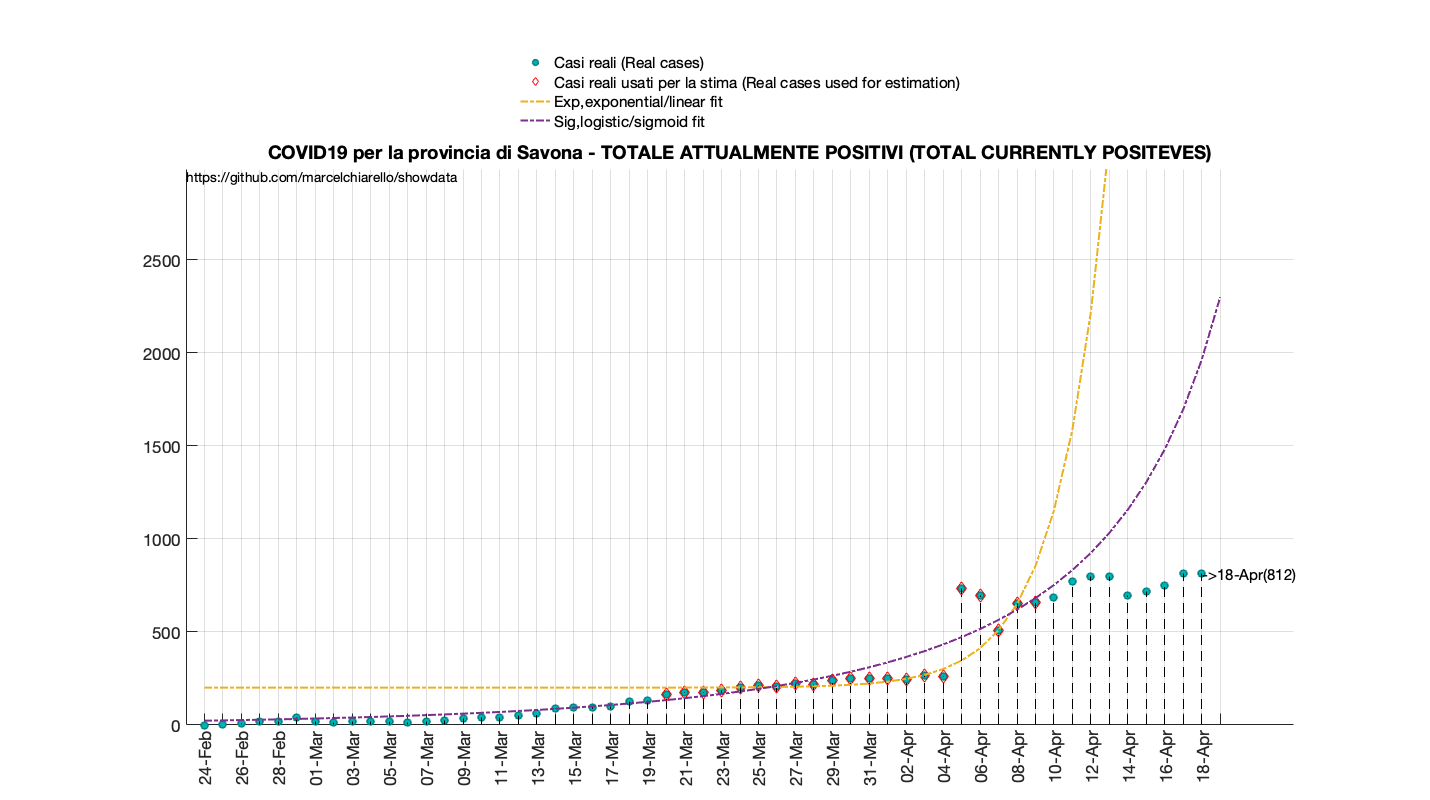 Casi reali (Real cases)
Casi reali usati per la stima (Real cases used for estimation)
Exp,exponential/linear fit
Sig,logistic/sigmoid fit
COVID19 per la provincia di Savona - TOTALE ATTUALMENTE POSITIVI (TOTAL CURRENTLY POSITEVES)
https://github.com/marcelchiarello/showdata
2500
2000
1500
1000
500
0
->18-Apr(812)
24-Feb
26-Feb
28-Feb
01-Mar
03-Mar
05-Mar
07-Mar
09-Mar
11-Mar
13-Mar
15-Mar
17-Mar
19-Mar
21-Mar
23-Mar
25-Mar
27-Mar
29-Mar
31-Mar
02-Apr
04-Apr
06-Apr
08-Apr
10-Apr
12-Apr
14-Apr
16-Apr
18-Apr